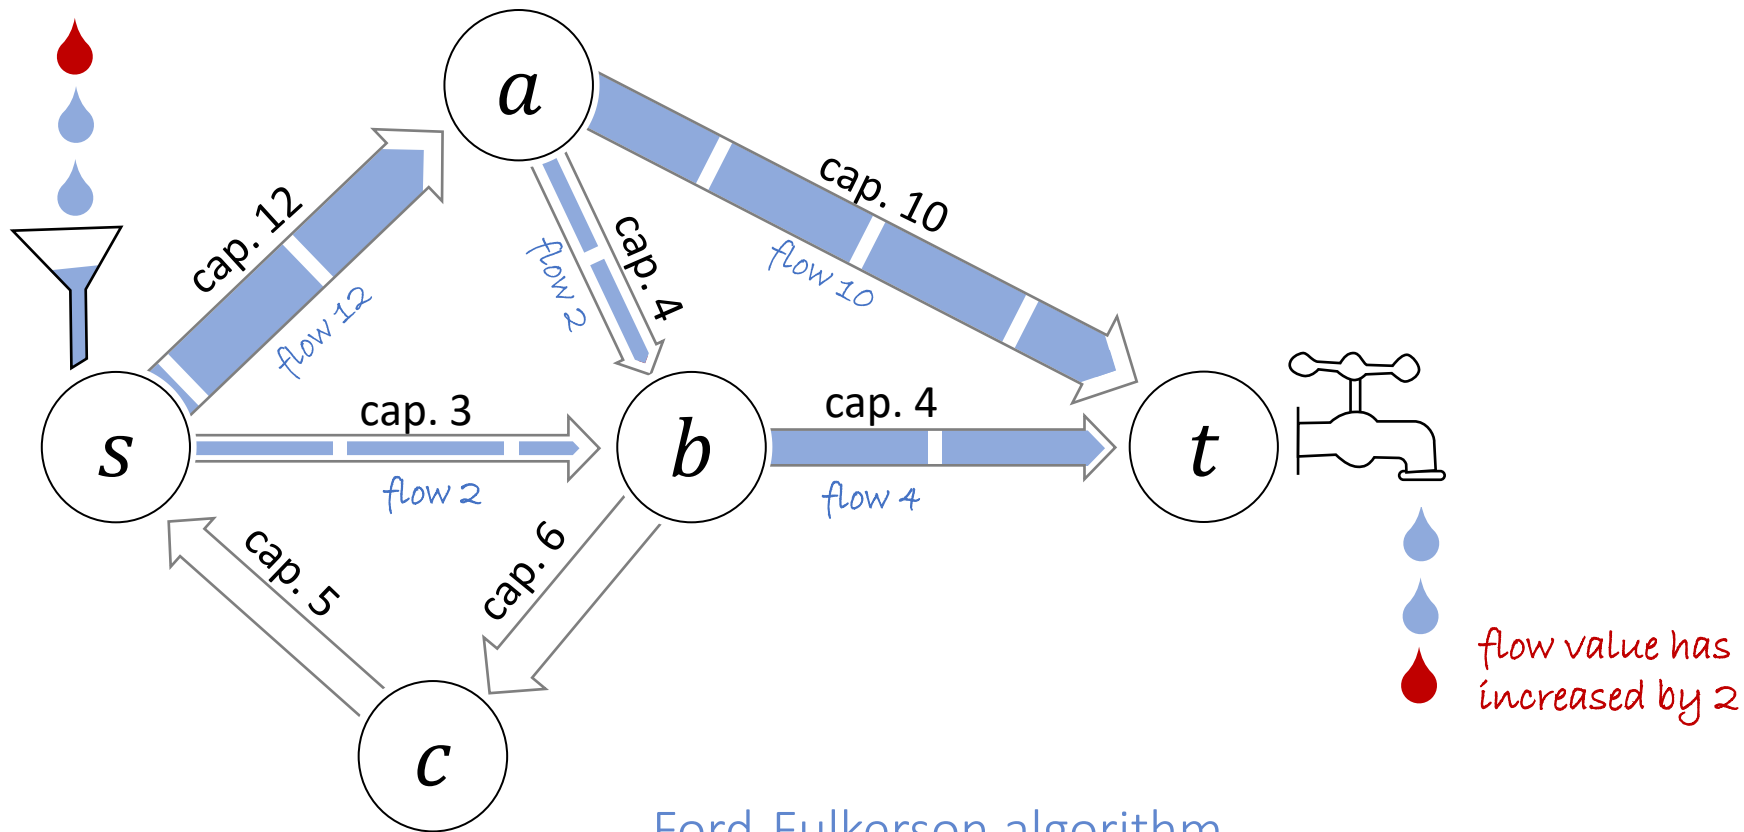 a
cap. 12
flow 12
cap. 4
flow 2
cap. 10
flow 10
s
cap. 3
flow 2
b
cap. 4
flow 4
t
cap. 5
cap. 6
c
flow value has
increased by 2
Ford-Fulkerson algorithm